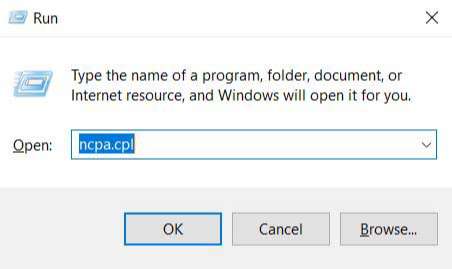 Run
Type the name of a program, folder, document, or
Internet resource, and Windows will open it for you.
Open: ncpa.cpl
OK Cancel Browse...